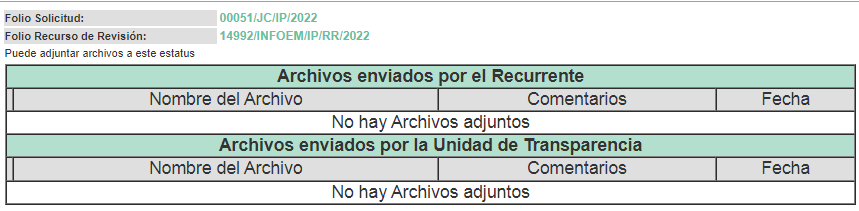 Folio Solicitud: 00051/JC/IP/2022
Folio Recurso de Revisión: 14992/INFOEM/IP/RR/2022
Puede adjuntar archivos a este estatus
Archivos enviados por el Recurrente
Nombre del Archivo Comentarios Fecha
No hay Archivos adjuntos
Archivos enviados por la Unidad de Transparencia
Nombre del Archivo Comentarios Fecha
No hay Archivos adjuntos